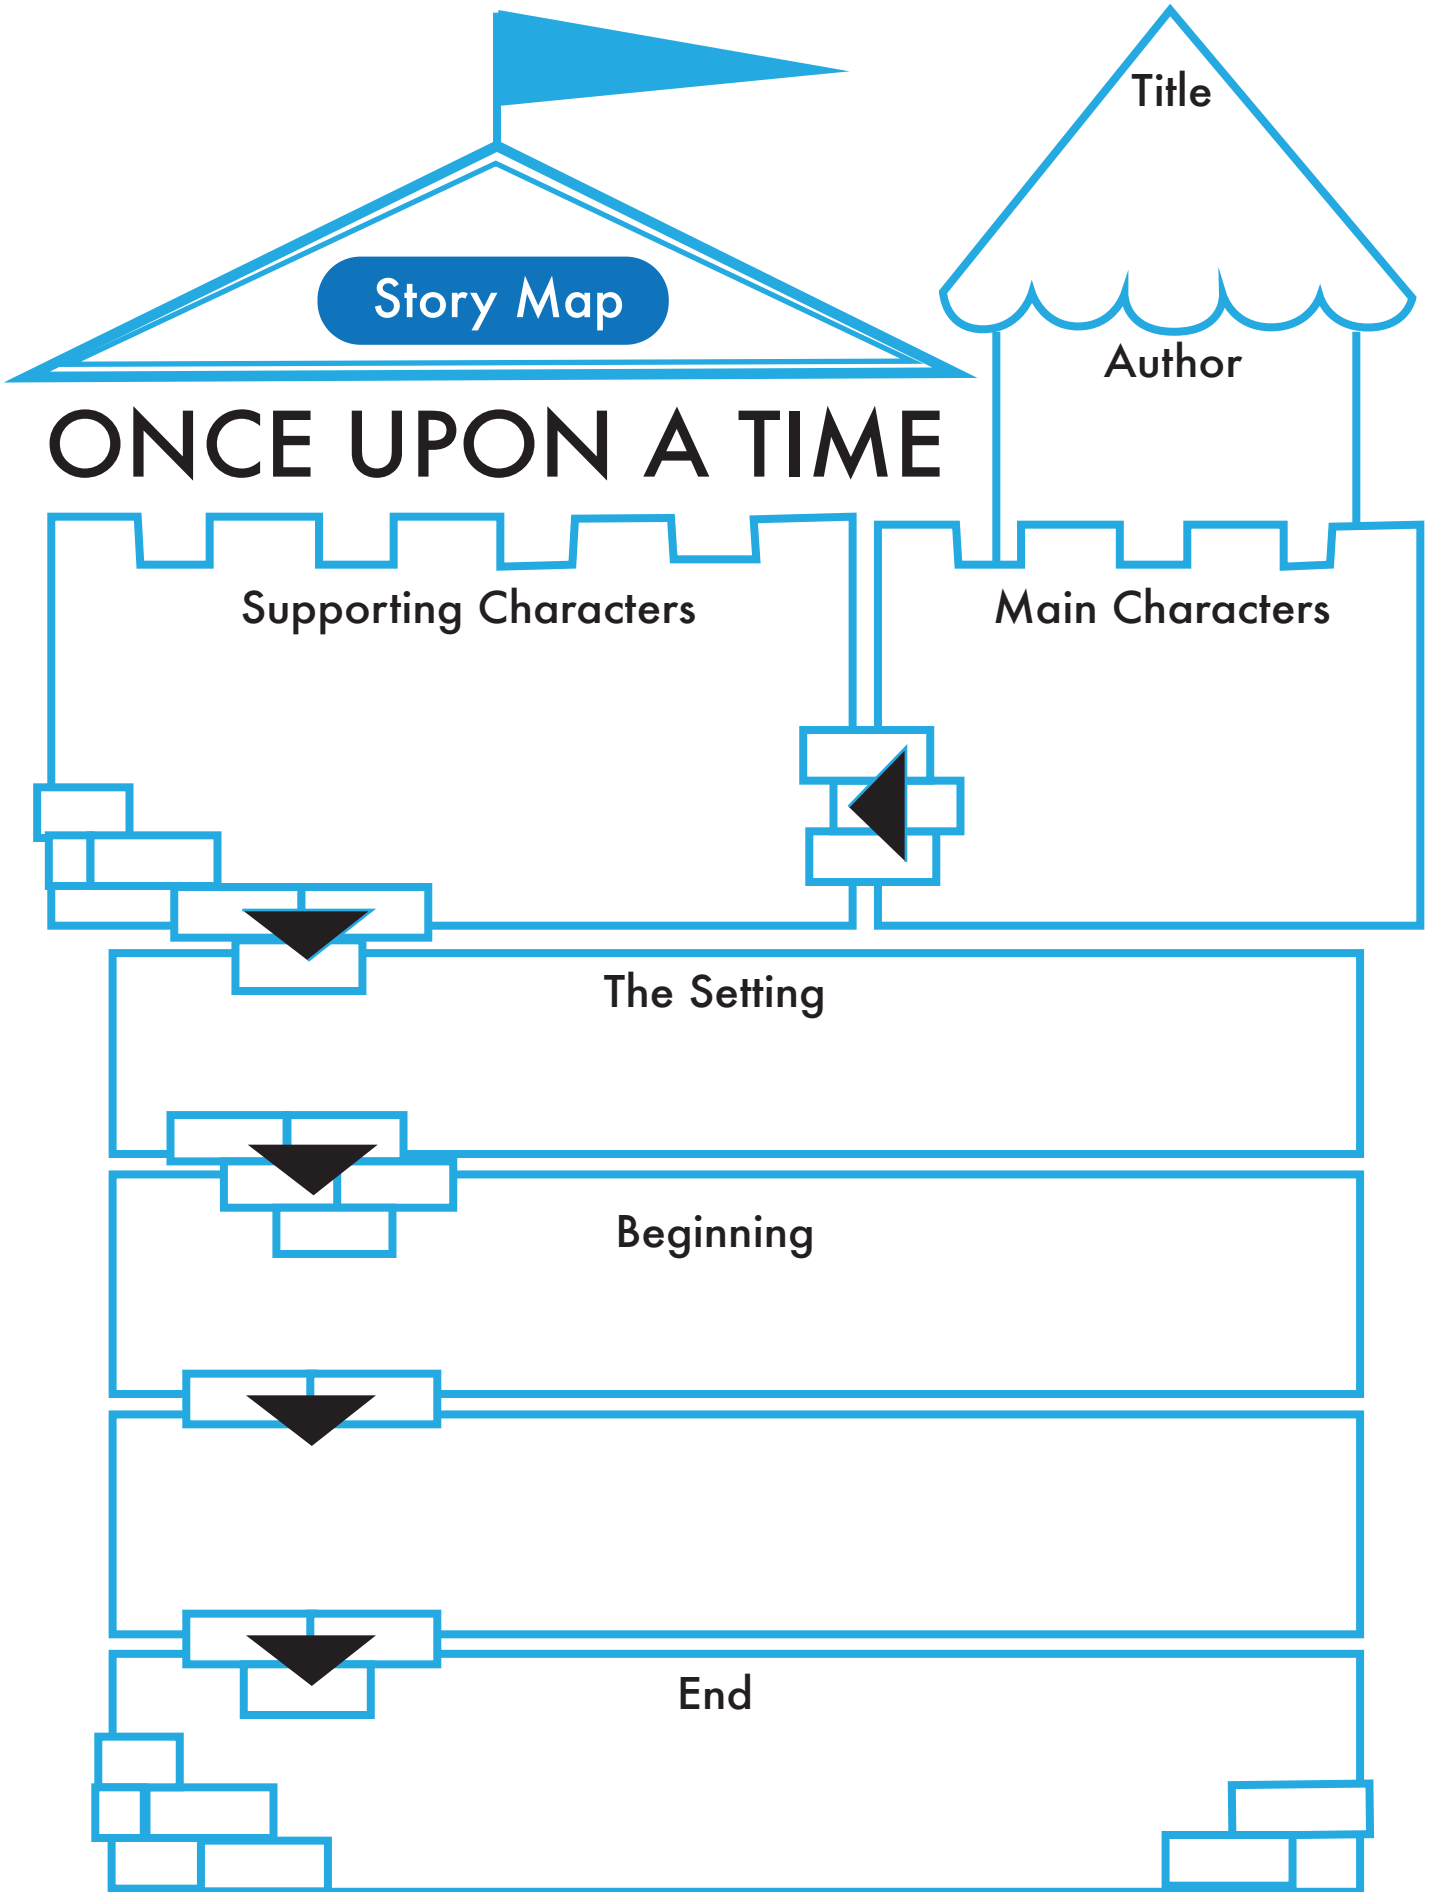 Title
Story Map
Author
ONCE UPON A TIME
Supporting Characters
Main Characters
The Setting
Beginning
End